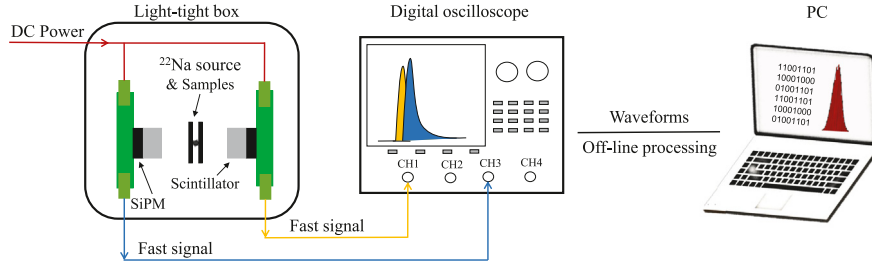 Light-tight box
Digital oscilloscope
PC
DC Power
²²Na source
& Samples
SiPM
Scintillator
CH1
CH2
CH3
CH4
Fast signal
Fast signal
Waveforms
Off-line processing
11001101
10001000
01001101
11001101
10001000
01001101